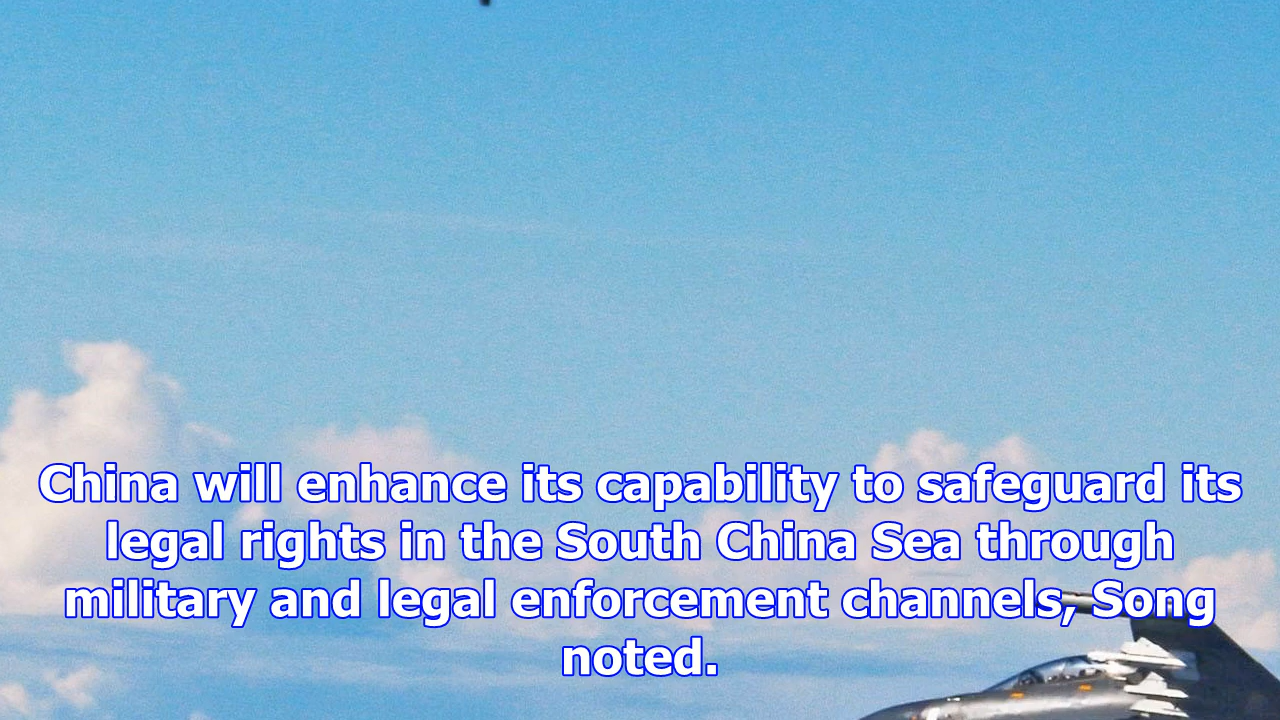 China will enhance its capability to safeguard its
legal rights in the South China Sea through
military and legal enforcement channels, Song
noted.